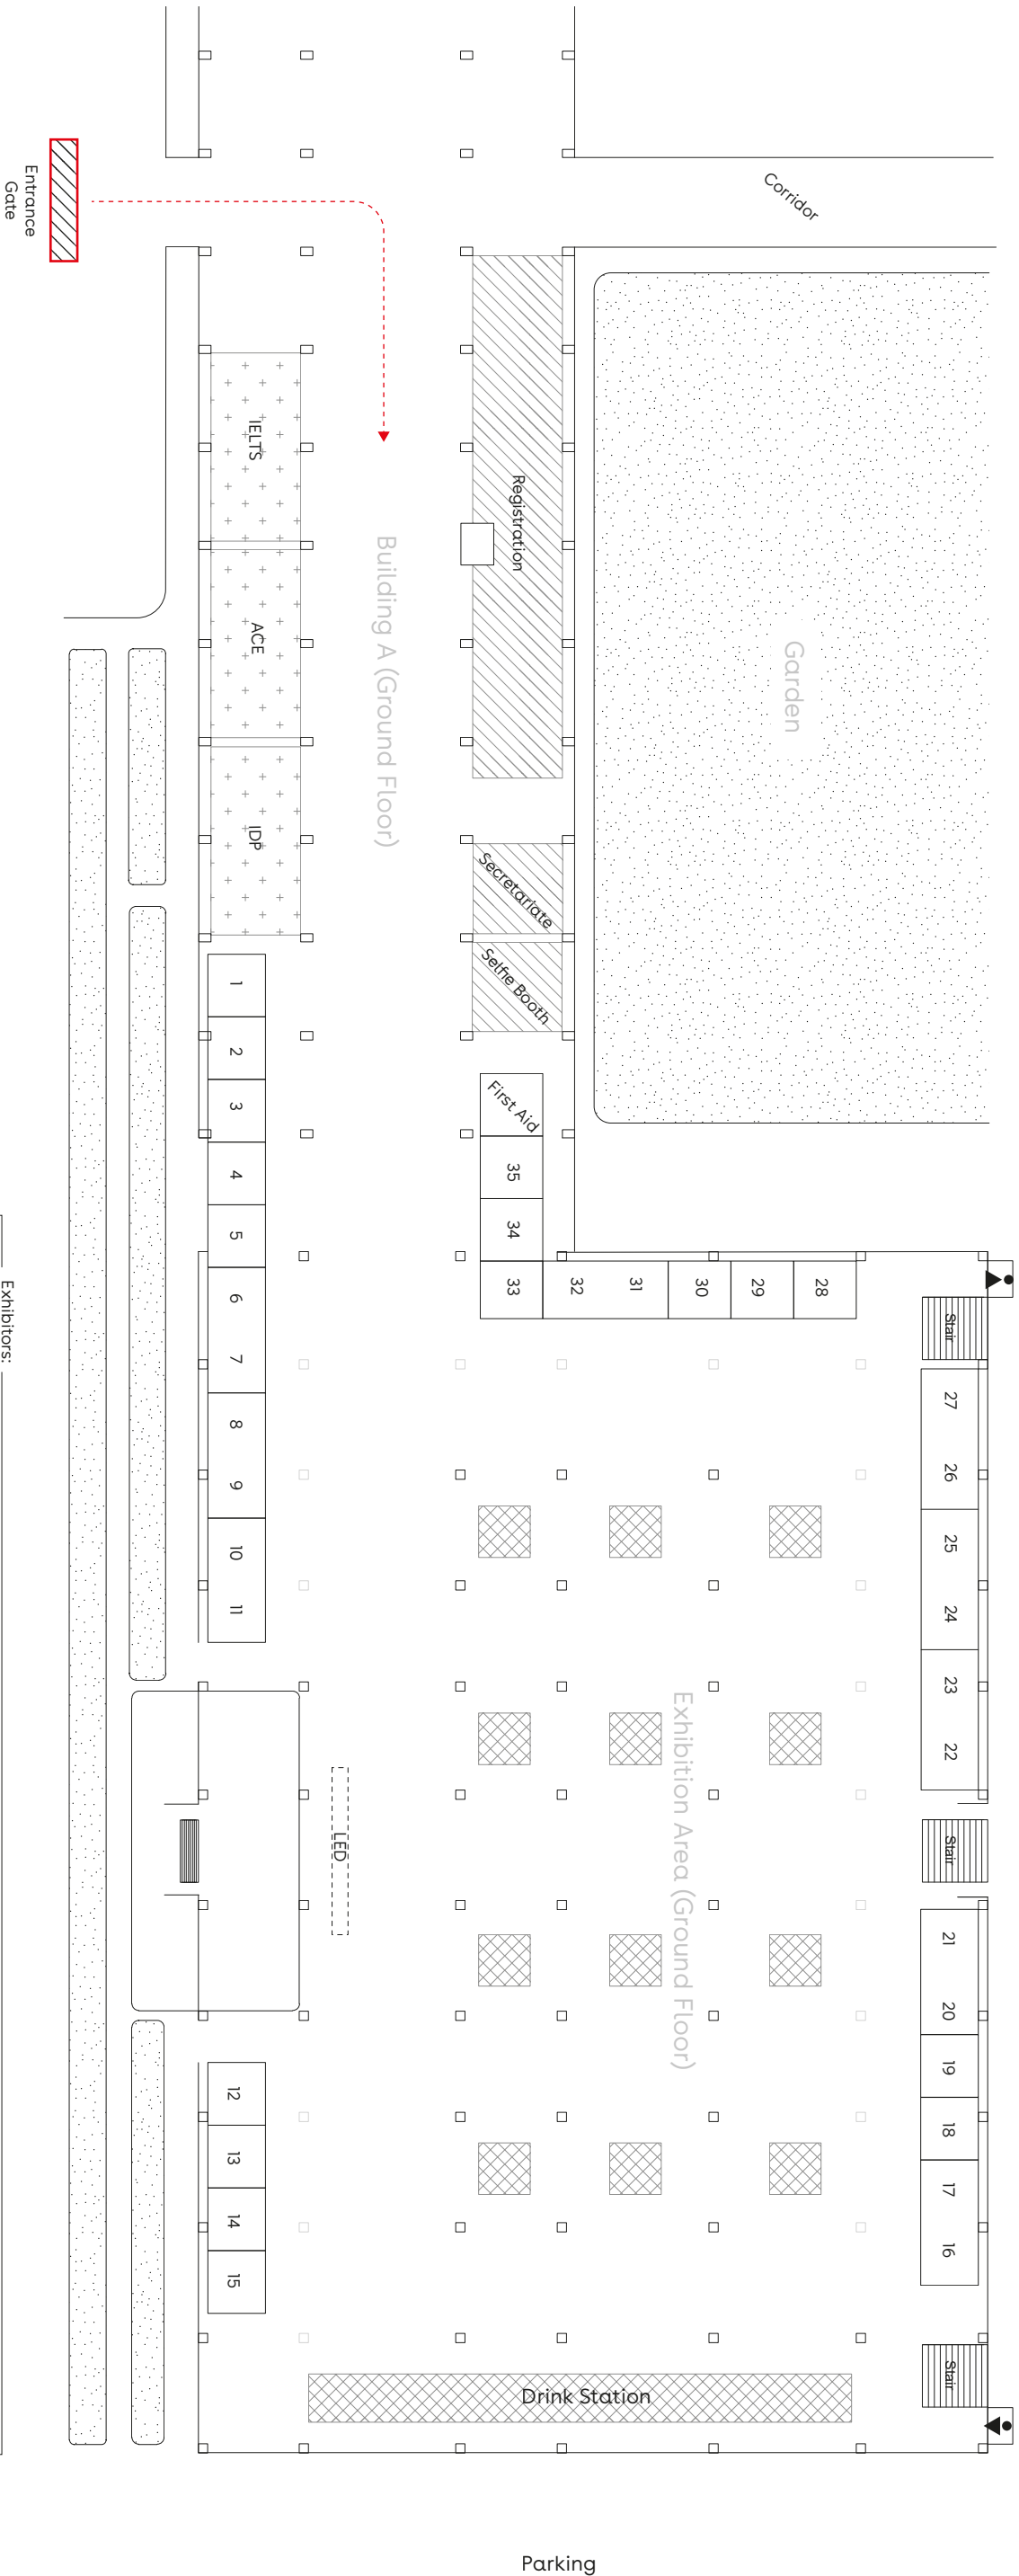 Corridor
Entrance
Gate
IELTS
Registration
Building A (Ground Floor)
ACE
Garden
IDP
Secretariate
Selfie Booth
1
2
3
4
5
6
7
8
9
10
11
First Aid
35
34
33
32
31
30
29
28
Stair
27
26
25
24
23
22
Stair
21
20
19
18
17
16
Stair
Exhibitors:
Exhibition Area (Ground Floor)
LED
12
13
14
15
Drink Station
Parking